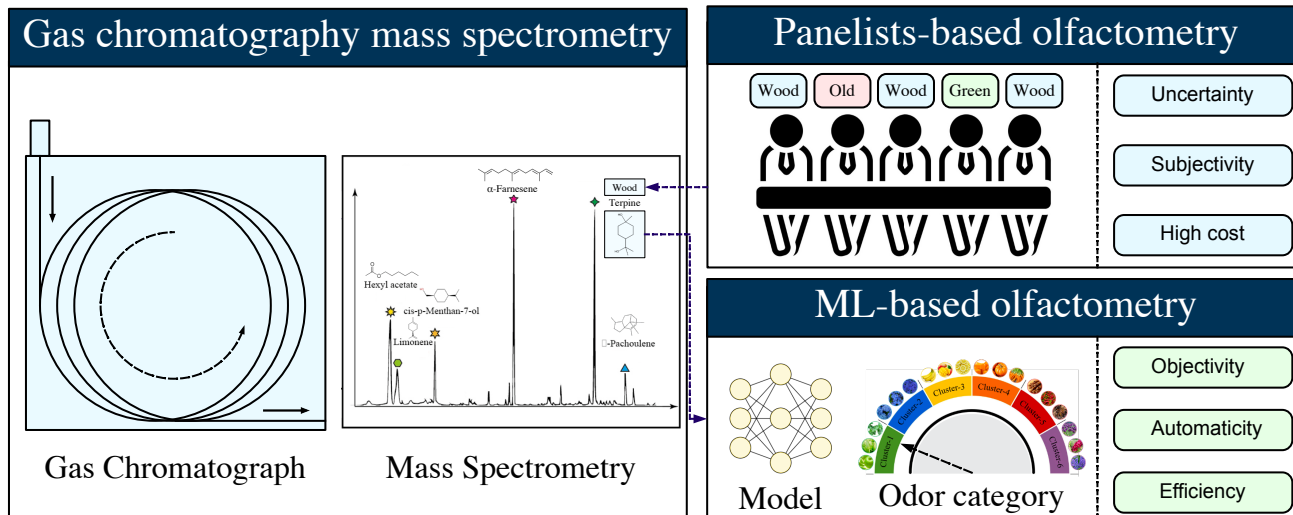 Gas chromatography mass spectrometry
α-Farnesene
Wood
Terpine
Hexyl acetate
cis-p-Menthan-7-ol
Limonene
▯-Pachoulene
Gas Chromatograph
Mass Spectrometry
Panelists-based olfactometry
Wood
Old
Wood
Green
Wood
Uncertainty
Subjectivity
High cost
ML-based olfactometry
Cluster-1
Cluster-2
Cluster-3
Cluster-4
Cluster-5
Cluster-6
Model
Odor category
Objectivity
Automaticity
Efficiency